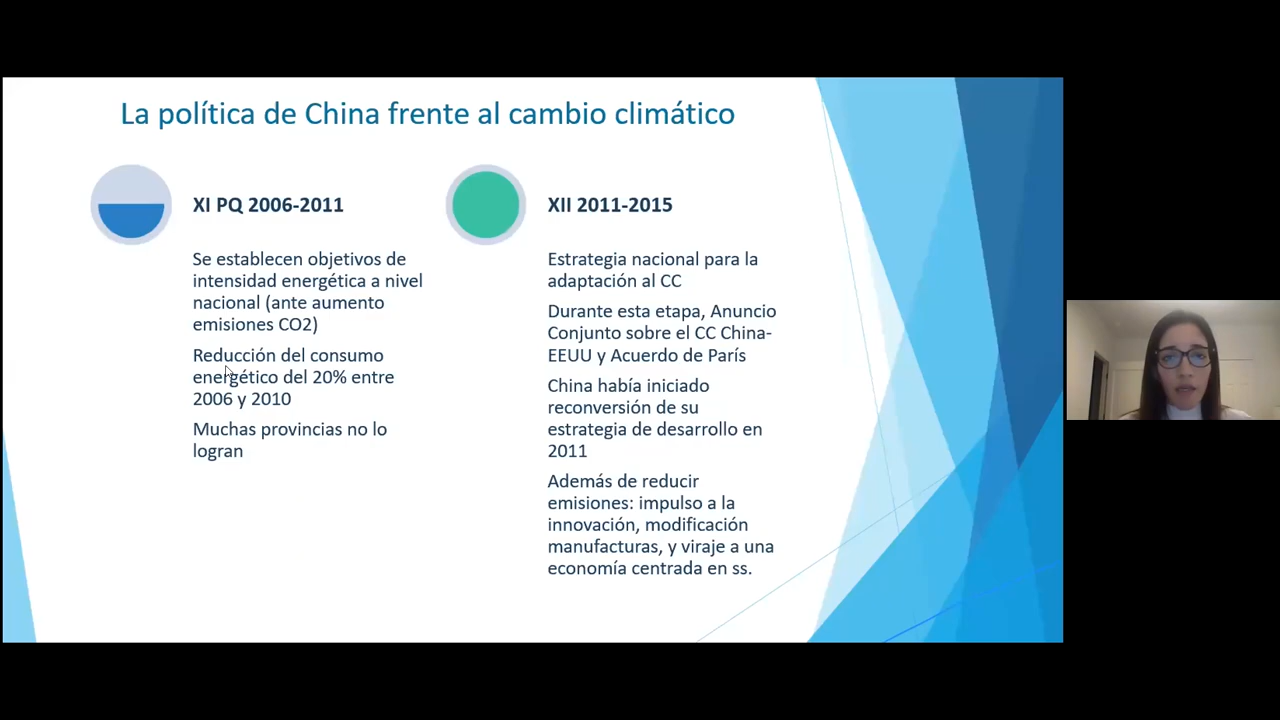 La política de China frente al cambio climático
XI PQ 2006-2011
Se establecen objetivos de
intensidad energética a nivel
nacional (ante aumento
emisiones CO2)
Reducción del consumo
energético del 20% entre
2006 y 2010
Muchas provincias no lo
logran
XII 2011-2015
Estrategia nacional para la
adaptación al CC
Durante esta etapa, Anuncio
Conjunto sobre el CC China-
EEUU y Acuerdo de París
China había iniciado
reconversión de su
estrategia de desarrollo en
2011
Además de reducir
emisiones: impulso a la
innovación, modificación
manufacturas, y viraje a una
economía centrada en ss.